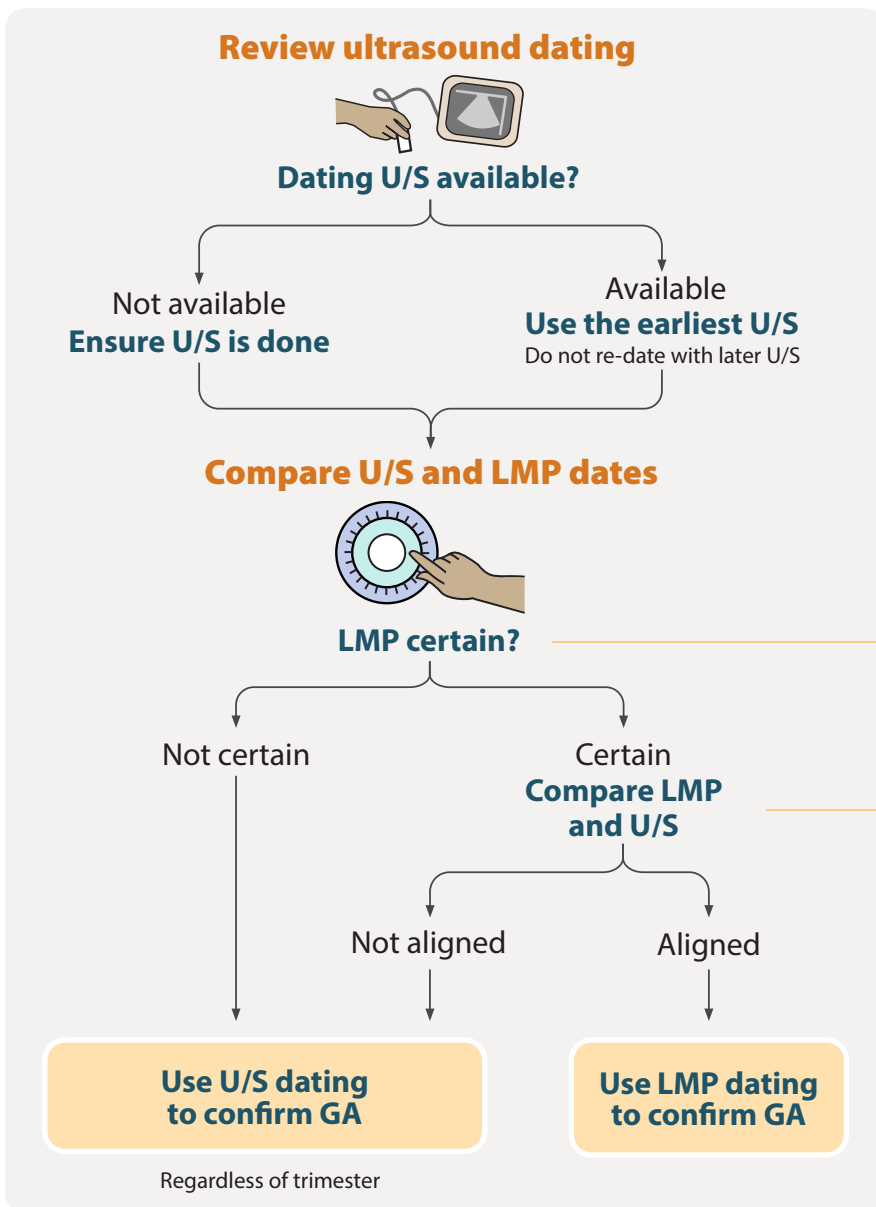 Review ultrasound dating
Dating U/S available?
Not available
Ensure U/S is done
Available
Use the earliest U/S
Do not re-date with later U/S
Compare U/S and LMP dates
LMP certain?
Not certain
Certain
Compare LMP
and U/S
Not aligned
Aligned
Use U/S dating
to confirm GA
Regardless of trimester
Use LMP dating
to confirm GA